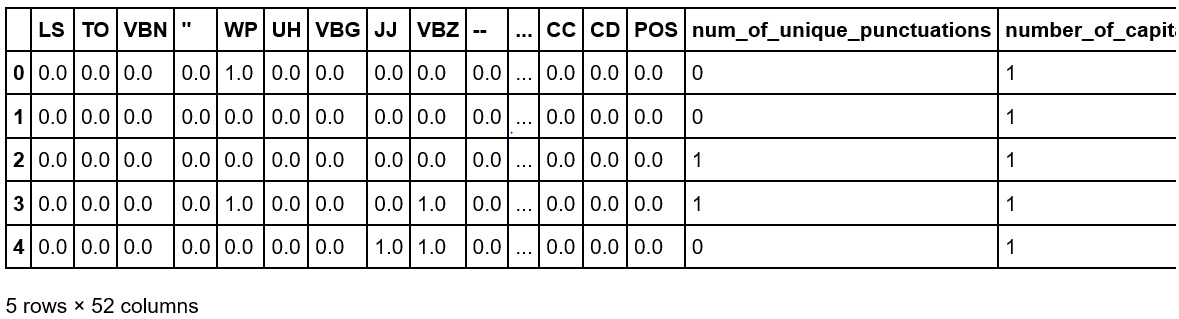 LS TO VBN '' WP UH VBG JJ VBZ -- ... CC CD POS num_of_unique_punctuations number_of_capit
0 0.0 0.0 0.0 0.0 1.0 0.0 0.0 0.0 0.0 0.0 ... 0.0 0.0 0.0 0 1
1 0.0 0.0 0.0 0.0 0.0 0.0 0.0 0.0 0.0 0.0 ... 0.0 0.0 0.0 0 1
2 0.0 0.0 0.0 0.0 0.0 0.0 0.0 0.0 0.0 0.0 ... 0.0 0.0 0.0 1 1
3 0.0 0.0 0.0 0.0 1.0 0.0 0.0 0.0 1.0 0.0 ... 0.0 0.0 0.0 1 1
4 0.0 0.0 0.0 0.0 0.0 0.0 0.0 1.0 1.0 0.0 ... 0.0 0.0 0.0 0 1
5 rows × 52 columns